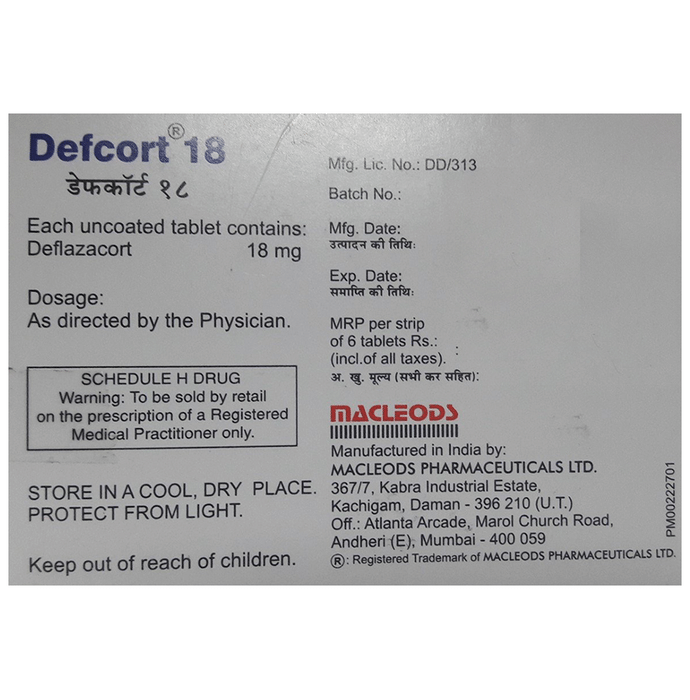 Defcort® 18
डेफकॉर्ट १८
Each uncoated tablet contains:
Deflazacort 18 mg
Dosage:
As directed by the Physician.
SCHEDULE H DRUG
Warning: To be sold by retail
on the prescription of a Registered
Medical Practitioner only.
STORE IN A COOL, DRY PLACE.
PROTECT FROM LIGHT.
Keep out of reach of children.
Mfg. Lic. No.: DD/313
Batch No.:
Mfg. Date:
उत्पादन की तिथि:
Exp. Date:
समाप्ति की तिथि:
MRP per strip
of 6 tablets Rs.:
(incl.of all taxes).
अ. खु. मूल्य (सभी कर सहित):
MACLEODS
Manufactured in India by:
MACLEODS PHARMACEUTICALS LTD.
367/7, Kabra Industrial Estate,
Kachigam, Daman - 396 210 (U.T.)
Off.: Atlanta Arcade, Marol Church Road,
Andheri (E), Mumbai - 400 059
®: Registered Trademark of MACLEODS PHARMACEUTICALS LTD.
PM00222701